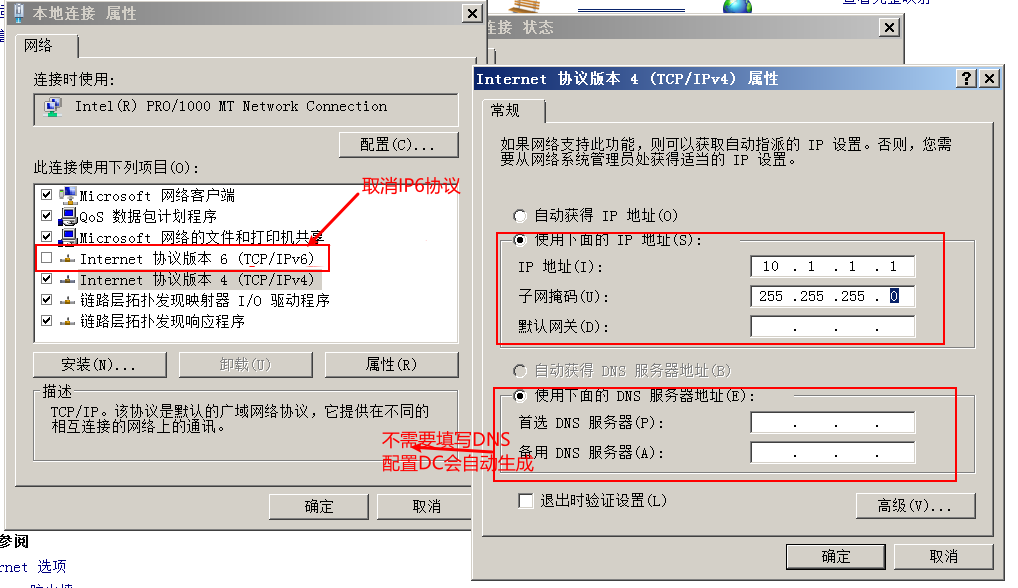 本地连接 属性
网络
连接时使用:
Intel(R) PRO/1000 MT Network Connection
配置(C)...
此连接使用下列项目(O):
取消IP6协议
Microsoft 网络客户端
QoS 数据包计划程序
Microsoft 网络的文件和打印机共享
Internet 协议版本 6 (TCP/IPv6)
Internet 协议版本 4 (TCP/IPv4)
链路层拓扑发现映射器 I/O 驱动程序
链路层拓扑发现响应程序
安装(N)...
卸载(U)
属性(R)
描述
TCP/IP。该协议是默认的广域网络协议，它提供在不同的
相互连接的网络上的通讯。
不需要填写DNS
配置DC会自动生成
确定
取消
参阅
rnet 选项
连接 状态
Internet 协议版本 4 (TCP/IPv4) 属性
常规
如果网络支持此功能，则可以获取自动指派的 IP 设置。否则，您需
要从网络系统管理员处获得适当的 IP 设置。
自动获得 IP 地址(O)
使用下面的 IP 地址(S):
IP 地址(I): 10 . 1 . 1 . 1
子网掩码(U): 255 .255 .255 . 0
默认网关(D): . . .
自动获得 DNS 服务器地址(B)
使用下面的 DNS 服务器地址(E):
首选 DNS 服务器(P): . . .
备用 DNS 服务器(A): . . .
退出时验证设置(L)
高级(V)...
确定
取消